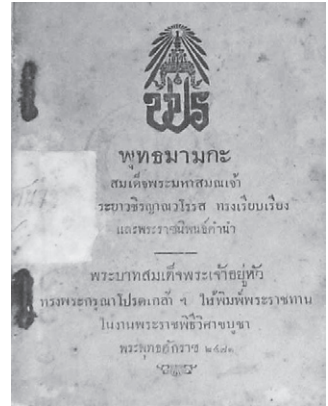 พุทธมามกะ
สมเด็จพระมหาสมณเจ้า
ระยาวชิรญาณวโรรส ทรงเรียบเรียง
และพระราชนิพนธ์คำนำ
พระบาทสมเด็จพระเจ้าอยู่หัว
ทรงพระกรุณาโปรดเกล้า ฯ ให้พิมพ์พระราชทาน
ในงานพระราชพิธีวิศาขบูชา
พระพุทธศักราช ๒๔๗๑